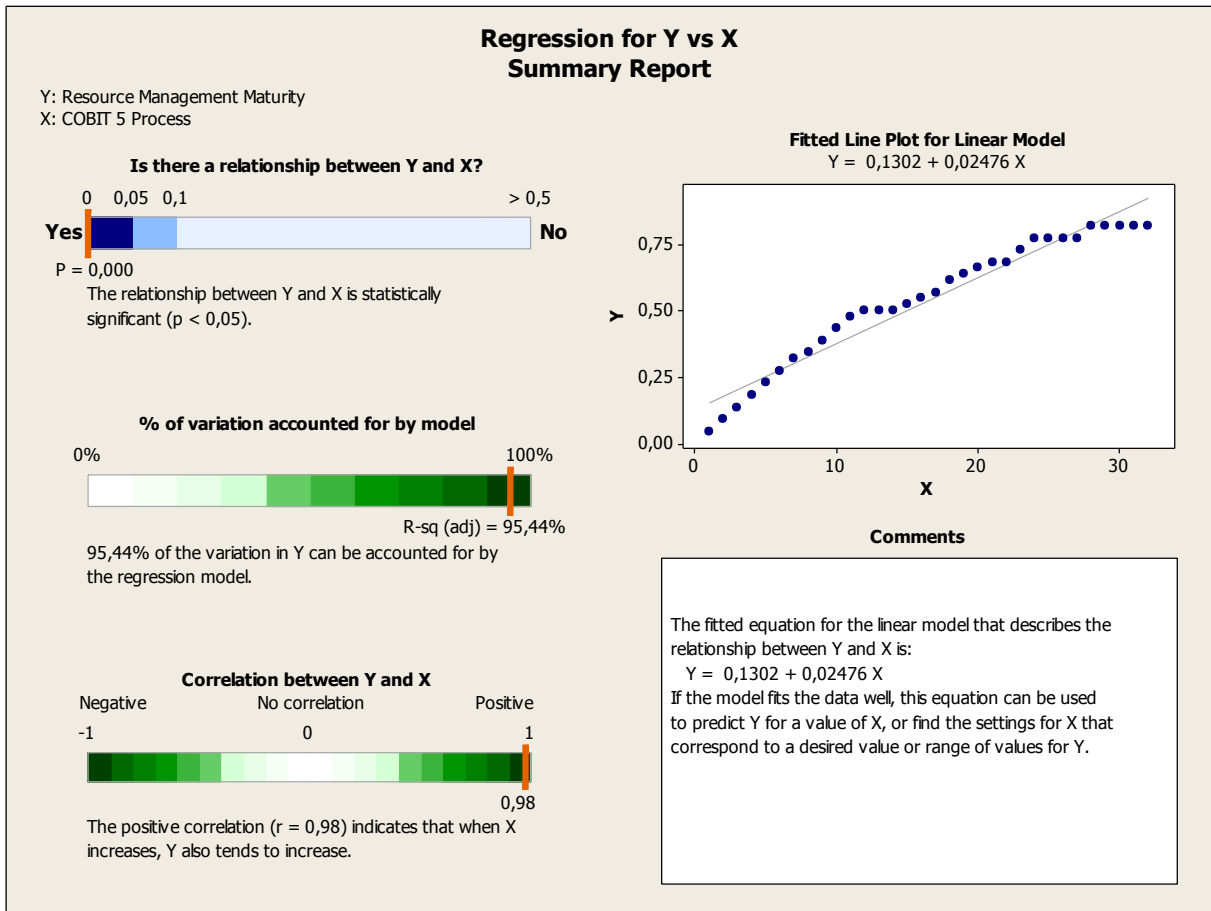 Regression for Y vs X
Summary Report
Y: Resource Management Maturity
X: COBIT 5 Process
Is there a relationship between Y and X?
0 0,05 0,1 > 0,5
Yes No
P = 0,000
The relationship between Y and X is statistically
significant (p < 0,05).
% of variation accounted for by model
0% 100%
R-sq (adj) = 95,44%
95,44% of the variation in Y can be accounted for by
the regression model.
Correlation between Y and X
Negative No correlation Positive
-1 0 1
0,98
The positive correlation (r = 0,98) indicates that when X
increases, Y also tends to increase.
Fitted Line Plot for Linear Model
Y = 0,1302 + 0,02476 X
0,75
0,50
0,25
0,00
Y
0 10 20 30
X
Comments
The fitted equation for the linear model that describes the
relationship between Y and X is:
Y = 0,1302 + 0,02476 X
If the model fits the data well, this equation can be used
to predict Y for a value of X, or find the settings for X that
correspond to a desired value or range of values for Y.